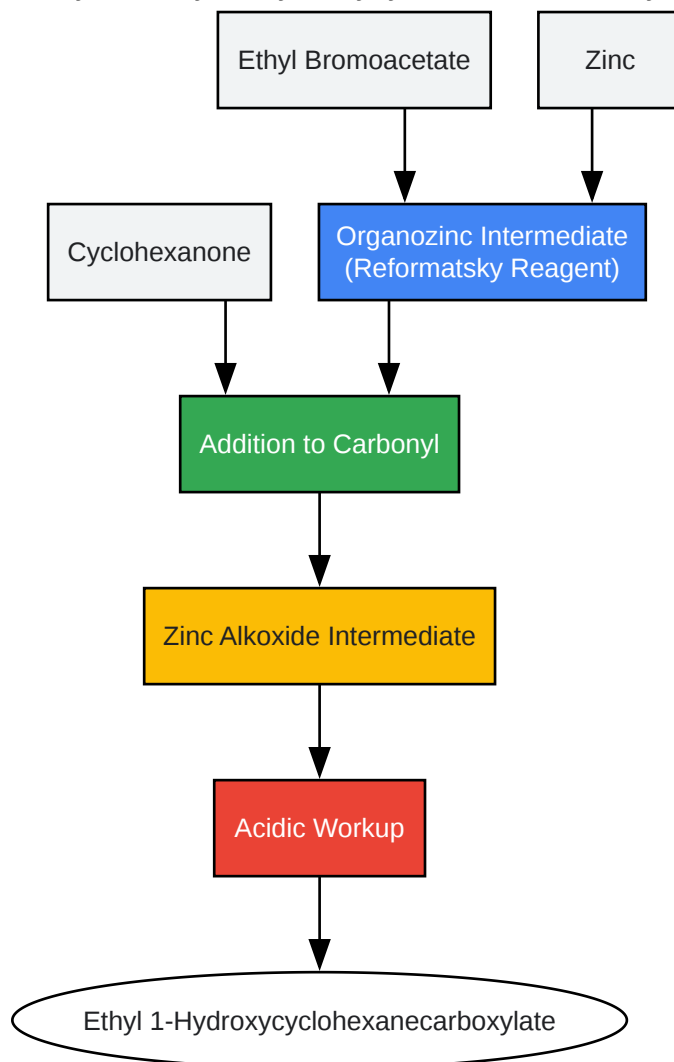 Ethyl Bromoacetate
Zinc
Cyclohexanone
Organozinc Intermediate
(Reformatsky Reagent)
Addition to Carbonyl
Zinc Alkoxide Intermediate
Acidic Workup
Ethyl 1-Hydroxycyclohexanecarboxylate